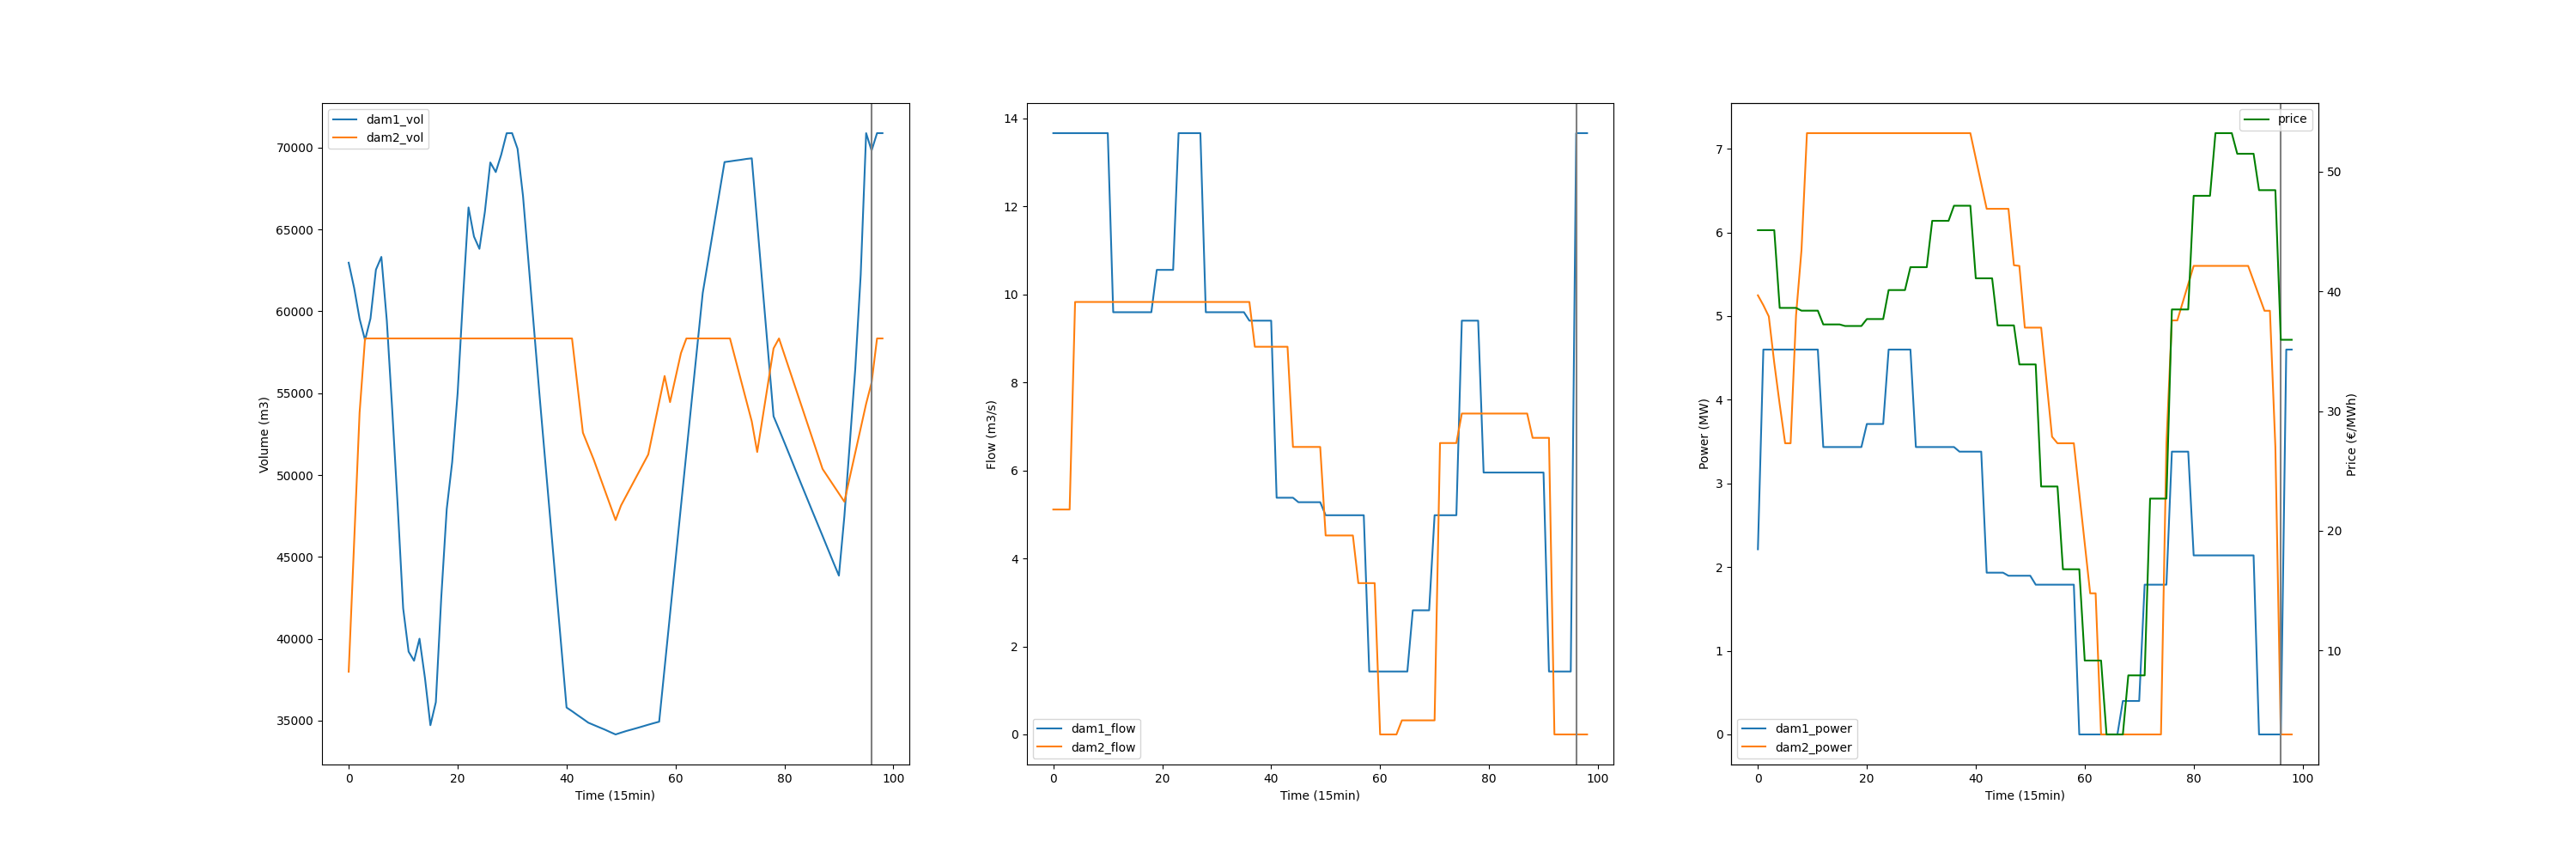 dam1_vol
dam2_vol
70000
65000
60000
55000
50000
45000
40000
35000
Volume (m3)
0 20 40 60 80 100
Time (15min)
14
12
10
8
6
4
2
0
Flow (m3/s)
dam1_flow
dam2_flow
0 20 40 60 80 100
Time (15min)
price
7
6
5
4
3
2
1
0
Power (MW)
dam1_power
dam2_power
0 20 40 60 80 100
Time (15min)
50
40
30
20
10
Price (€/MWh)